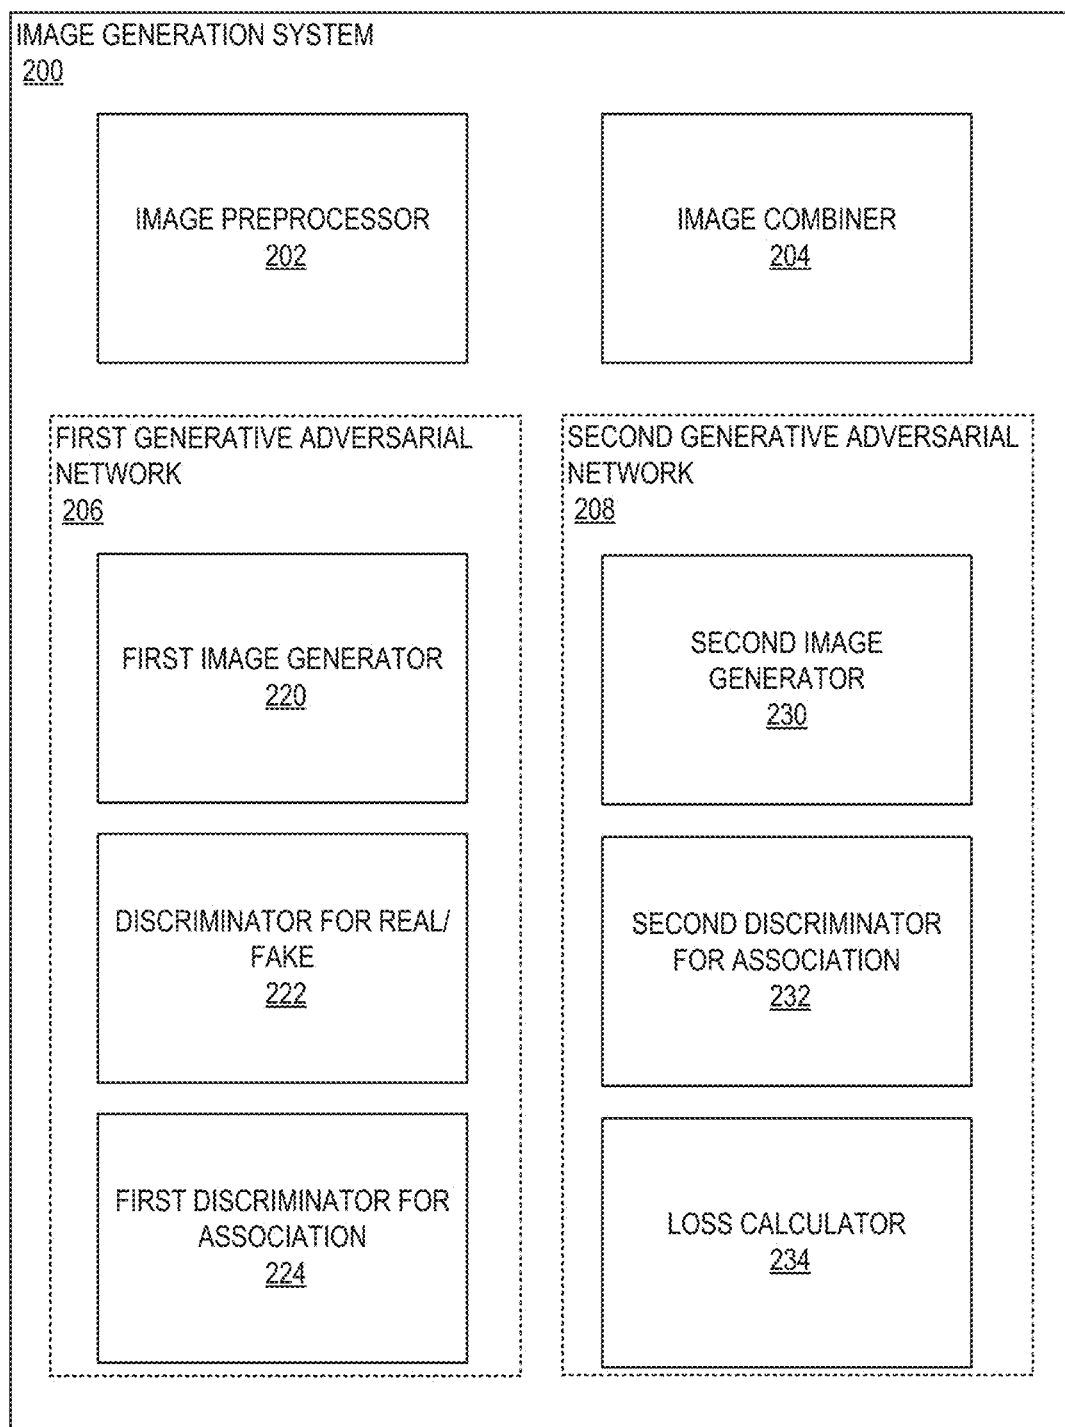 IMAGE GENERATION SYSTEM
200
IMAGE PREPROCESSOR
202
IMAGE COMBINER
204
FIRST GENERATIVE ADVERSARIAL
NETWORK
206
FIRST IMAGE GENERATOR
220
DISCRIMINATOR FOR REAL/
FAKE
222
FIRST DISCRIMINATOR FOR
ASSOCIATION
224
SECOND GENERATIVE ADVERSARIAL
NETWORK
208
SECOND IMAGE
GENERATOR
230
SECOND DISCRIMINATOR
FOR ASSOCIATION
232
LOSS CALCULATOR
234